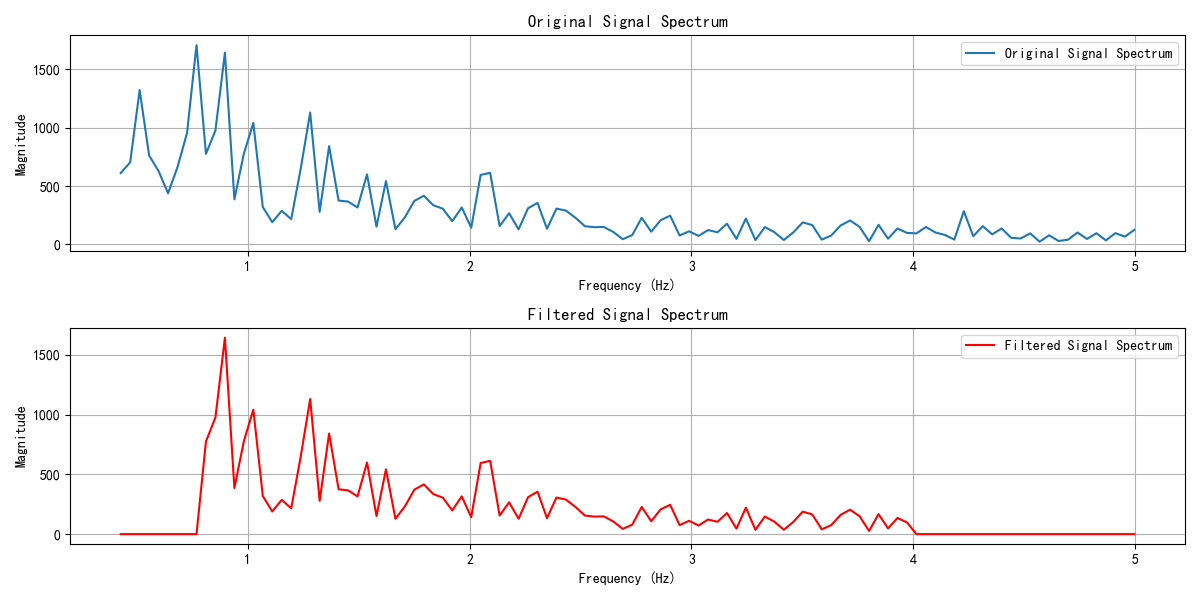 Original Signal Spectrum
Original Signal Spectrum
Magnitude
1500
1000
500
0
1 2 3 4 5
Frequency (Hz)
Filtered Signal Spectrum
Filtered Signal Spectrum
Magnitude
1500
1000
500
0
1 2 3 4 5
Frequency (Hz)